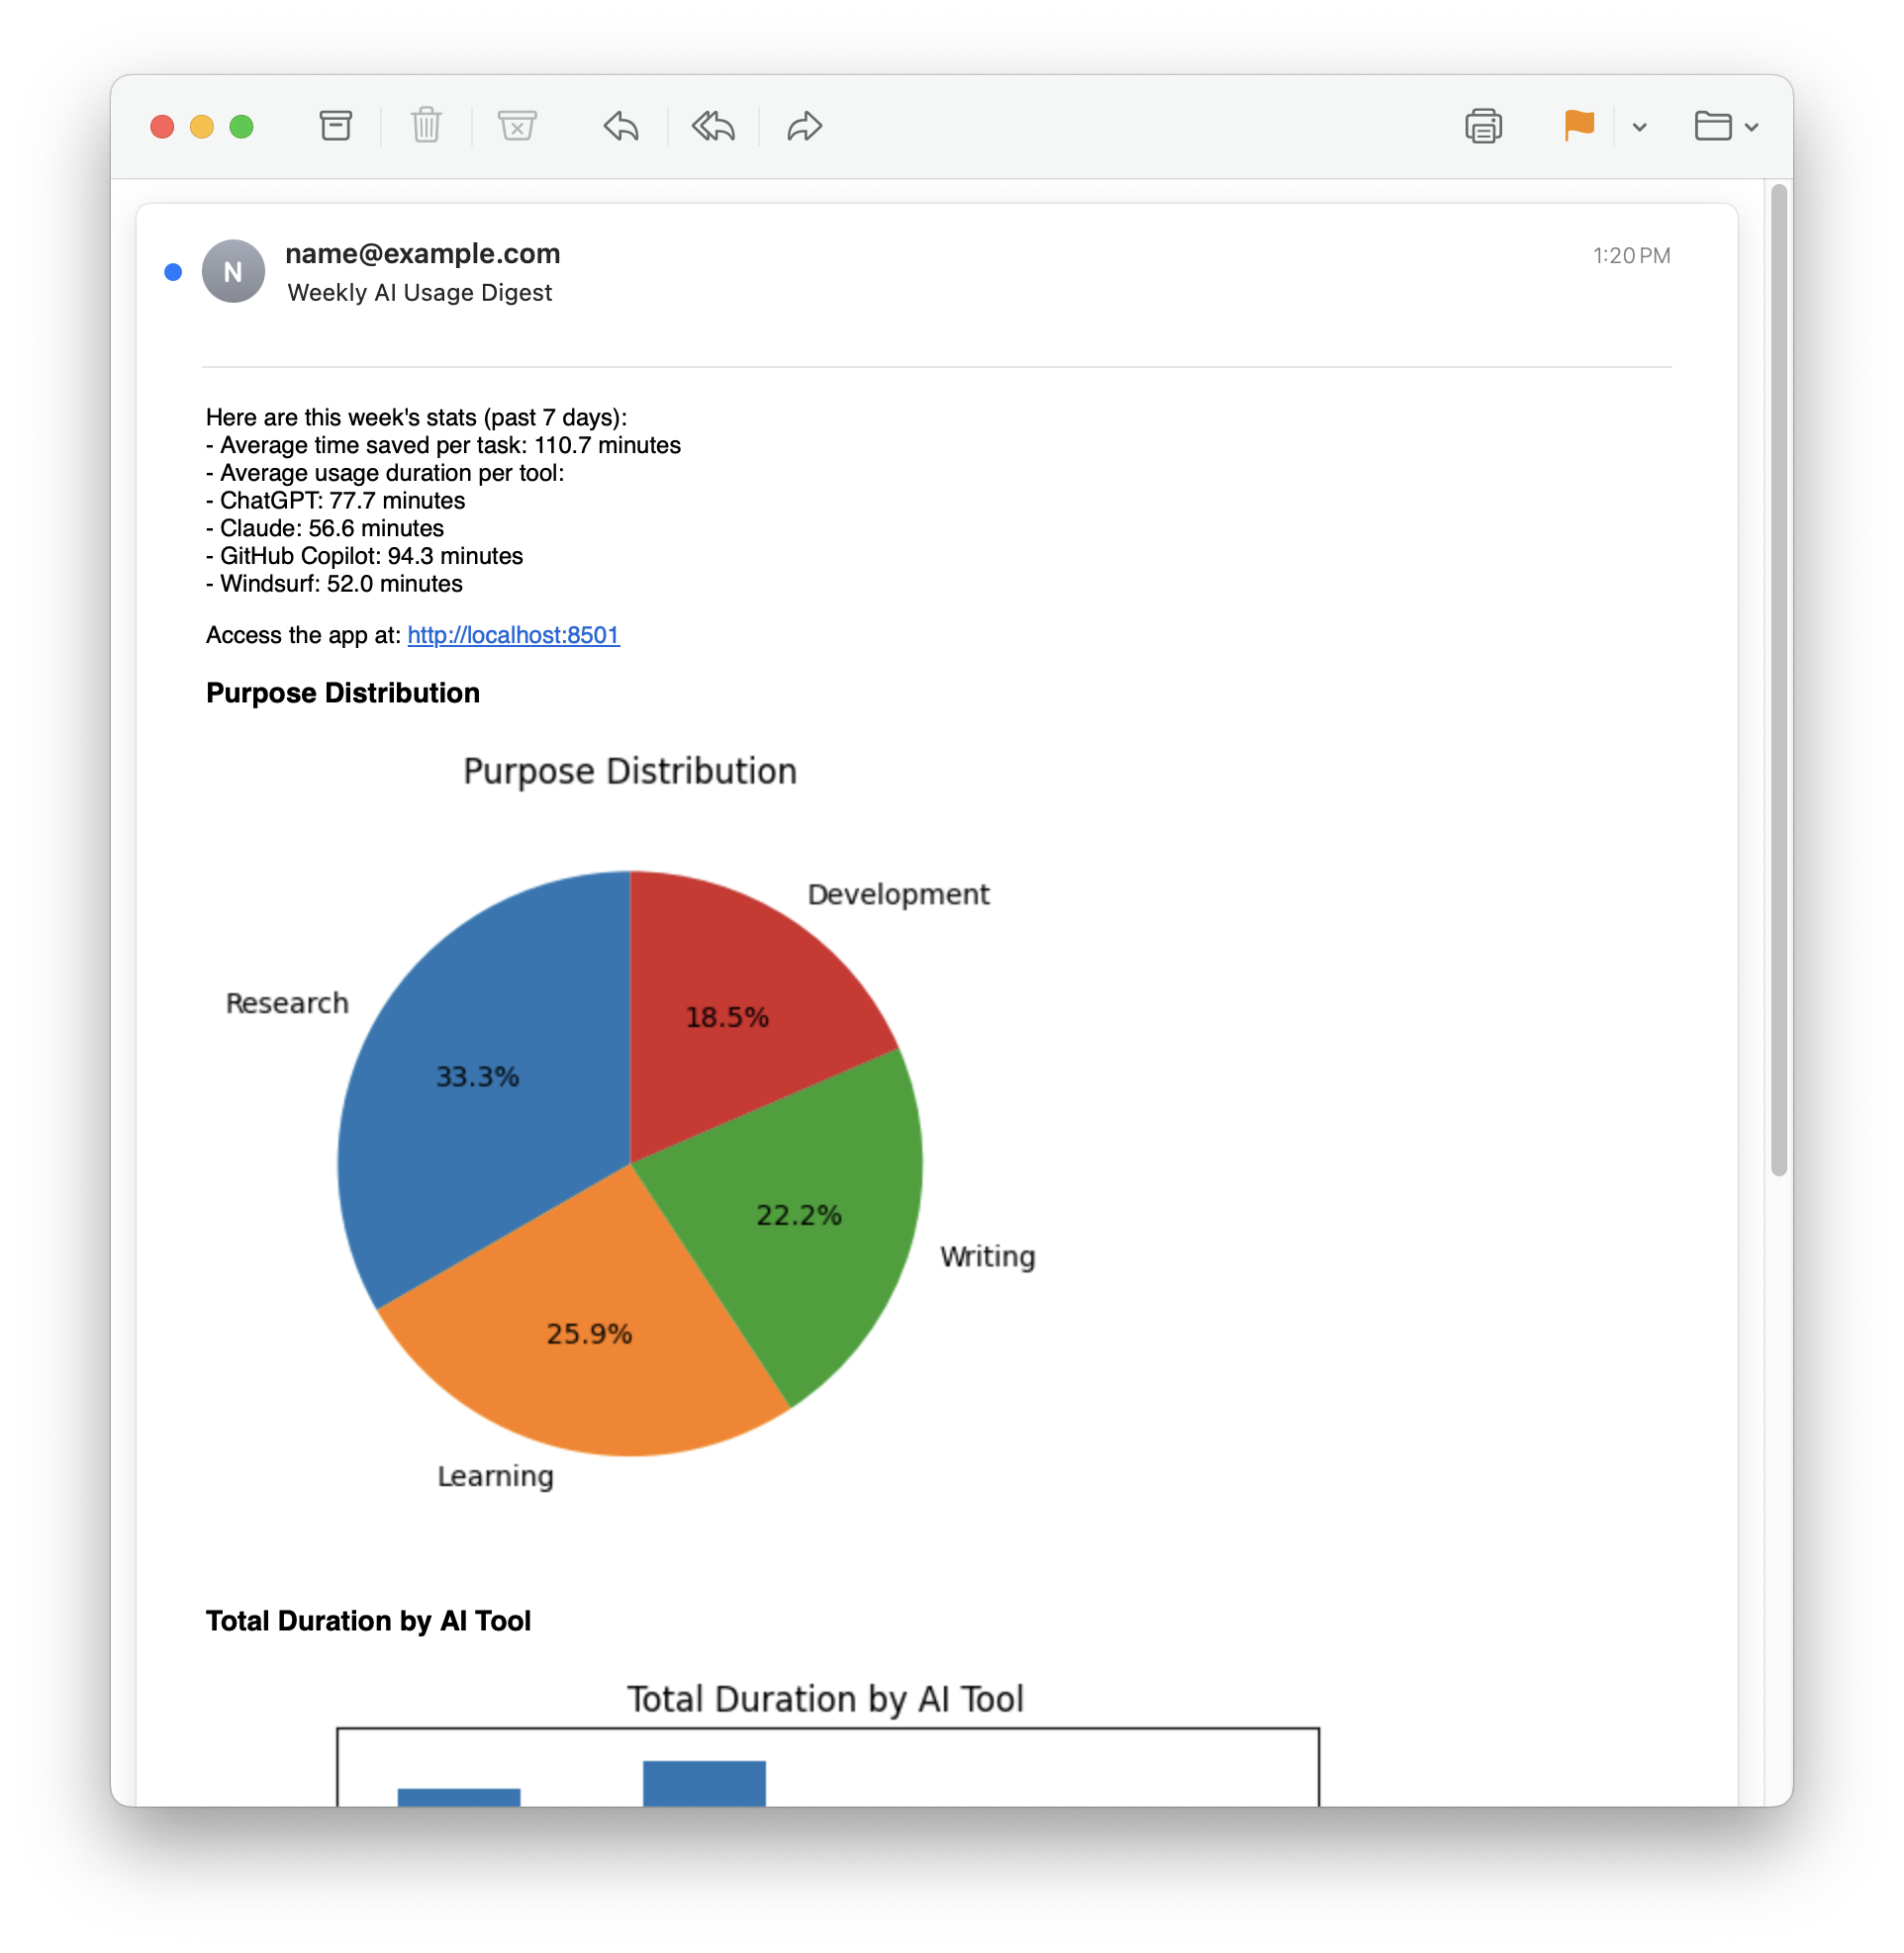 N
name@example.com
1:20 PM
Weekly AI Usage Digest
Here are this week's stats (past 7 days):
- Average time saved per task: 110.7 minutes
- Average usage duration per tool:
- ChatGPT: 77.7 minutes
- Claude: 56.6 minutes
- GitHub Copilot: 94.3 minutes
- Windsurf: 52.0 minutes
Access the app at: http://localhost:8501
Purpose Distribution
Purpose Distribution
Development
Research
18.5%
33.3%
22.2%
Writing
25.9%
Learning
Total Duration by AI Tool
Total Duration by AI Tool